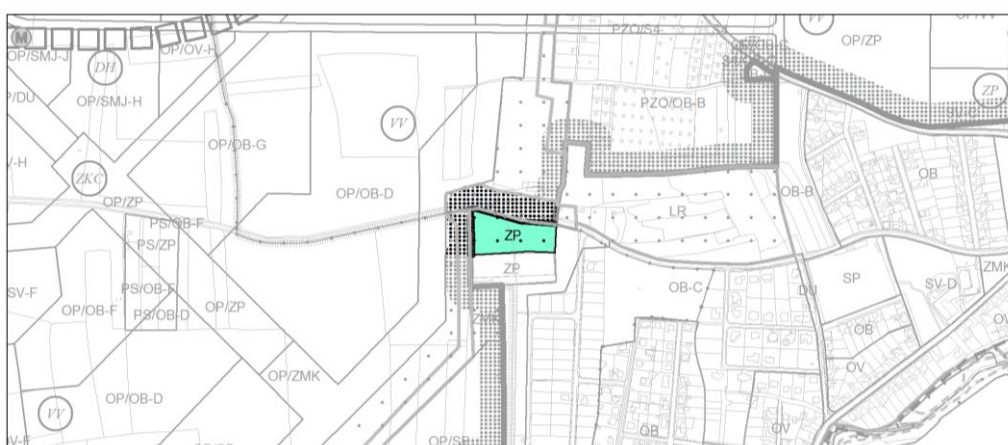 M
OP/SMJ-J
OP/OV-H
DH
OP/SMJ-H
OP/OB-G
VV
PZO/S4
VV
OP/ZP
ZP
PZO/OB-B
ZKC
OP/ZP
PS/OB-F
PS/ZP
OP/OB-D
OB-B
OB
LR
ZP
ZP
PS/OB-F
OP/OB-F
OP/ZP
PS/OB-D
SV-F
OB-C
DU
SP
SV-D
ZMK
OB
OV
OP/ZMK
OP/OB-D
VV
OP/SP
OB
OV